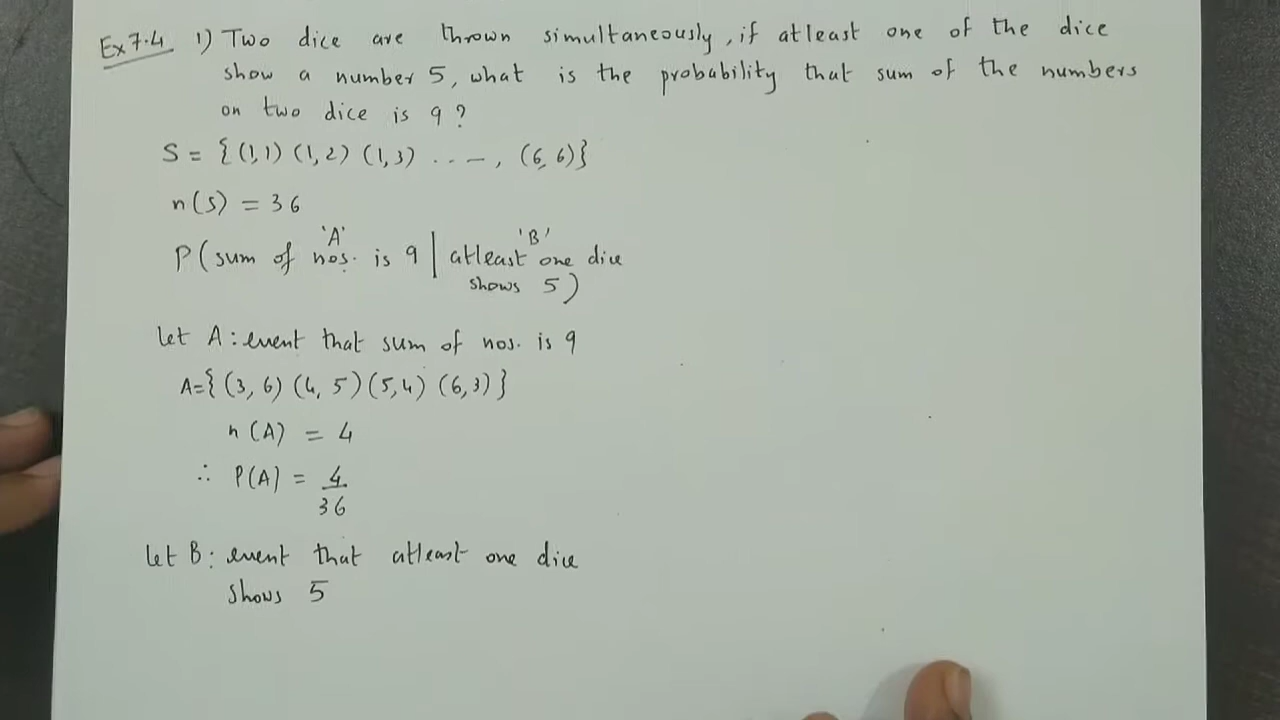 Ex 7.4 1) Two dice are thrown simultaneously, if atleast one of the dice
show a number 5, what is the probability that sum of the numbers
on two dice is 9?
S = {(1,1) (1,2) (1,3) ...-, (6,6)}
n(S) = 36
'A' 'B'
P(sum of nos. is 9 | atleast one dice
shows 5)
let A: event that sum of nos. is 9
A={(3,6) (4,5) (5,4) (6,3)}
n(A) = 4
∴ P(A) = 4
36
let B: event that atleast one dice
shows 5